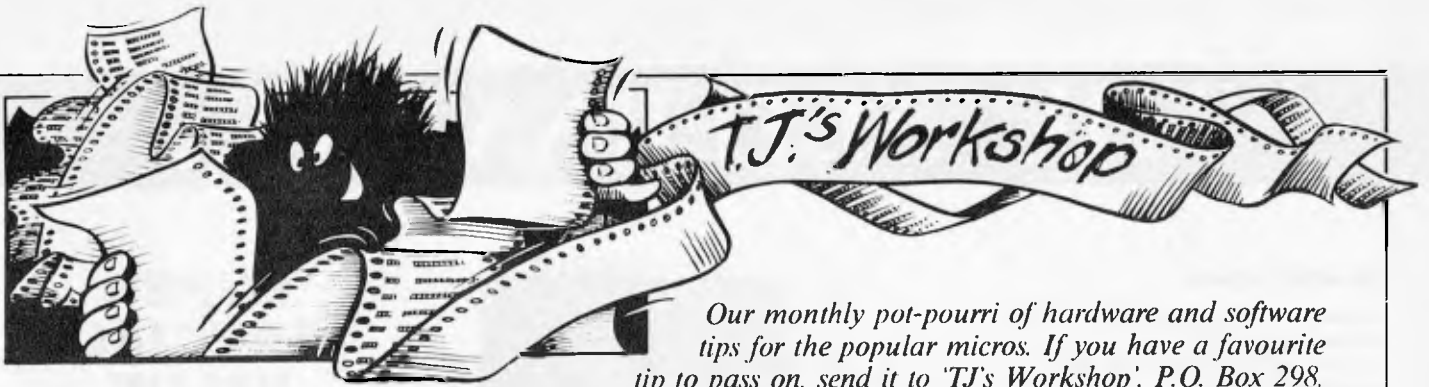 T.J.'s Workshop
Our monthly pot-pourri of hardware and software
tips for the popular micros. If you have a favourite
tip to pass on, send it to 'TJ's Workshop', P.O. Box 298,